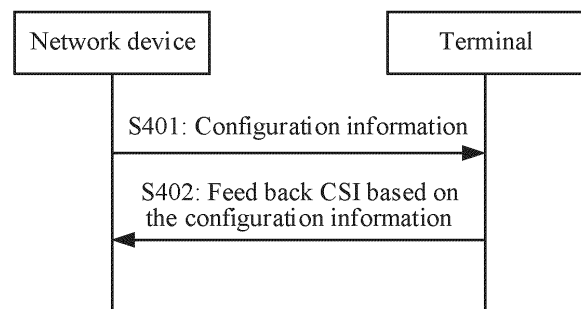 Network device
Terminal
S401: Configuration information
S402: Feed back CSI based on
the configuration information